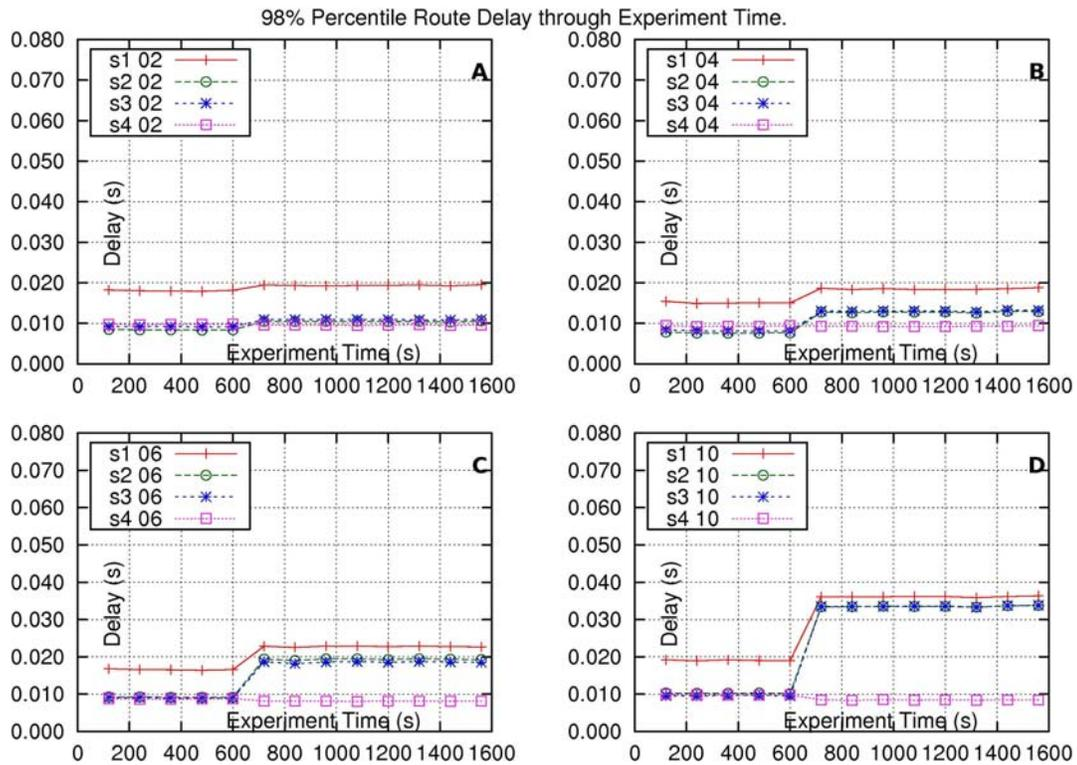 98% Percentile Route Delay through Experiment Time.
0.080
0.070
0.060
0.050
0.040
0.030
0.020
0.010
0.000
Delay (s)
s1 02
s2 02
s3 02
s4 02
A
Experiment Time (s)
0 200 400 600 800 1000 1200 1400 1600
0.080
0.070
0.060
0.050
0.040
0.030
0.020
0.010
0.000
Delay (s)
s1 04
s2 04
s3 04
s4 04
B
Experiment Time (s)
0 200 400 600 800 1000 1200 1400 1600
0.080
0.070
0.060
0.050
0.040
0.030
0.020
0.010
0.000
Delay (s)
s1 06
s2 06
s3 06
s4 06
C
Experiment Time (s)
0 200 400 600 800 1000 1200 1400 1600
0.080
0.070
0.060
0.050
0.040
0.030
0.020
0.010
0.000
Delay (s)
s1 10
s2 10
s3 10
s4 10
D
Experiment Time (s)
0 200 400 600 800 1000 1200 1400 1600